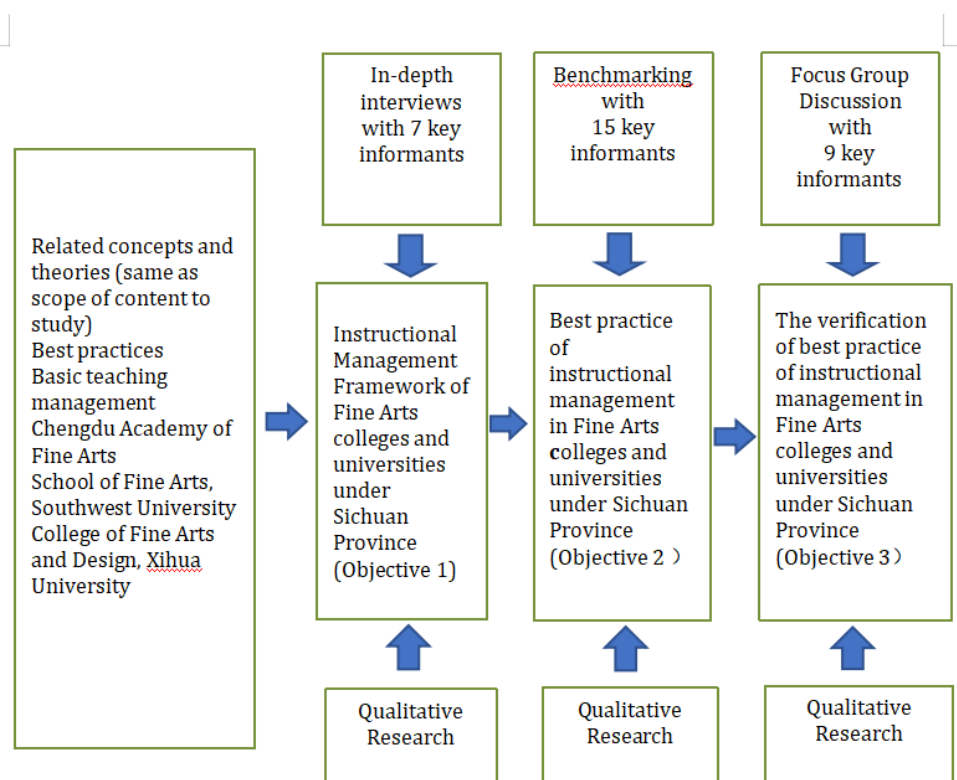 In-depth
interviews
with 7 key
informants
Benchmarking
with
15 key
informants
Focus Group
Discussion
with
9 key
informants
Related concepts and
theories (same as
scope of content to
study)
Best practices
Basic teaching
management
Chengdu Academy of
Fine Arts
School of Fine Arts,
Southwest University
College of Fine Arts
and Design, Xihua
University
Instructional
Management
Framework of
Fine Arts
colleges and
universities
under
Sichuan
Province
(Objective 1)
Best practice
of
instructional
management
in Fine Arts
colleges and
universities
under Sichuan
Province
(Objective 2）
The verification
of best practice
of instructional
management in
Fine Arts
colleges and
universities
under Sichuan
Province
(Objective 3）
Qualitative
Research
Qualitative
Research
Qualitative
Research